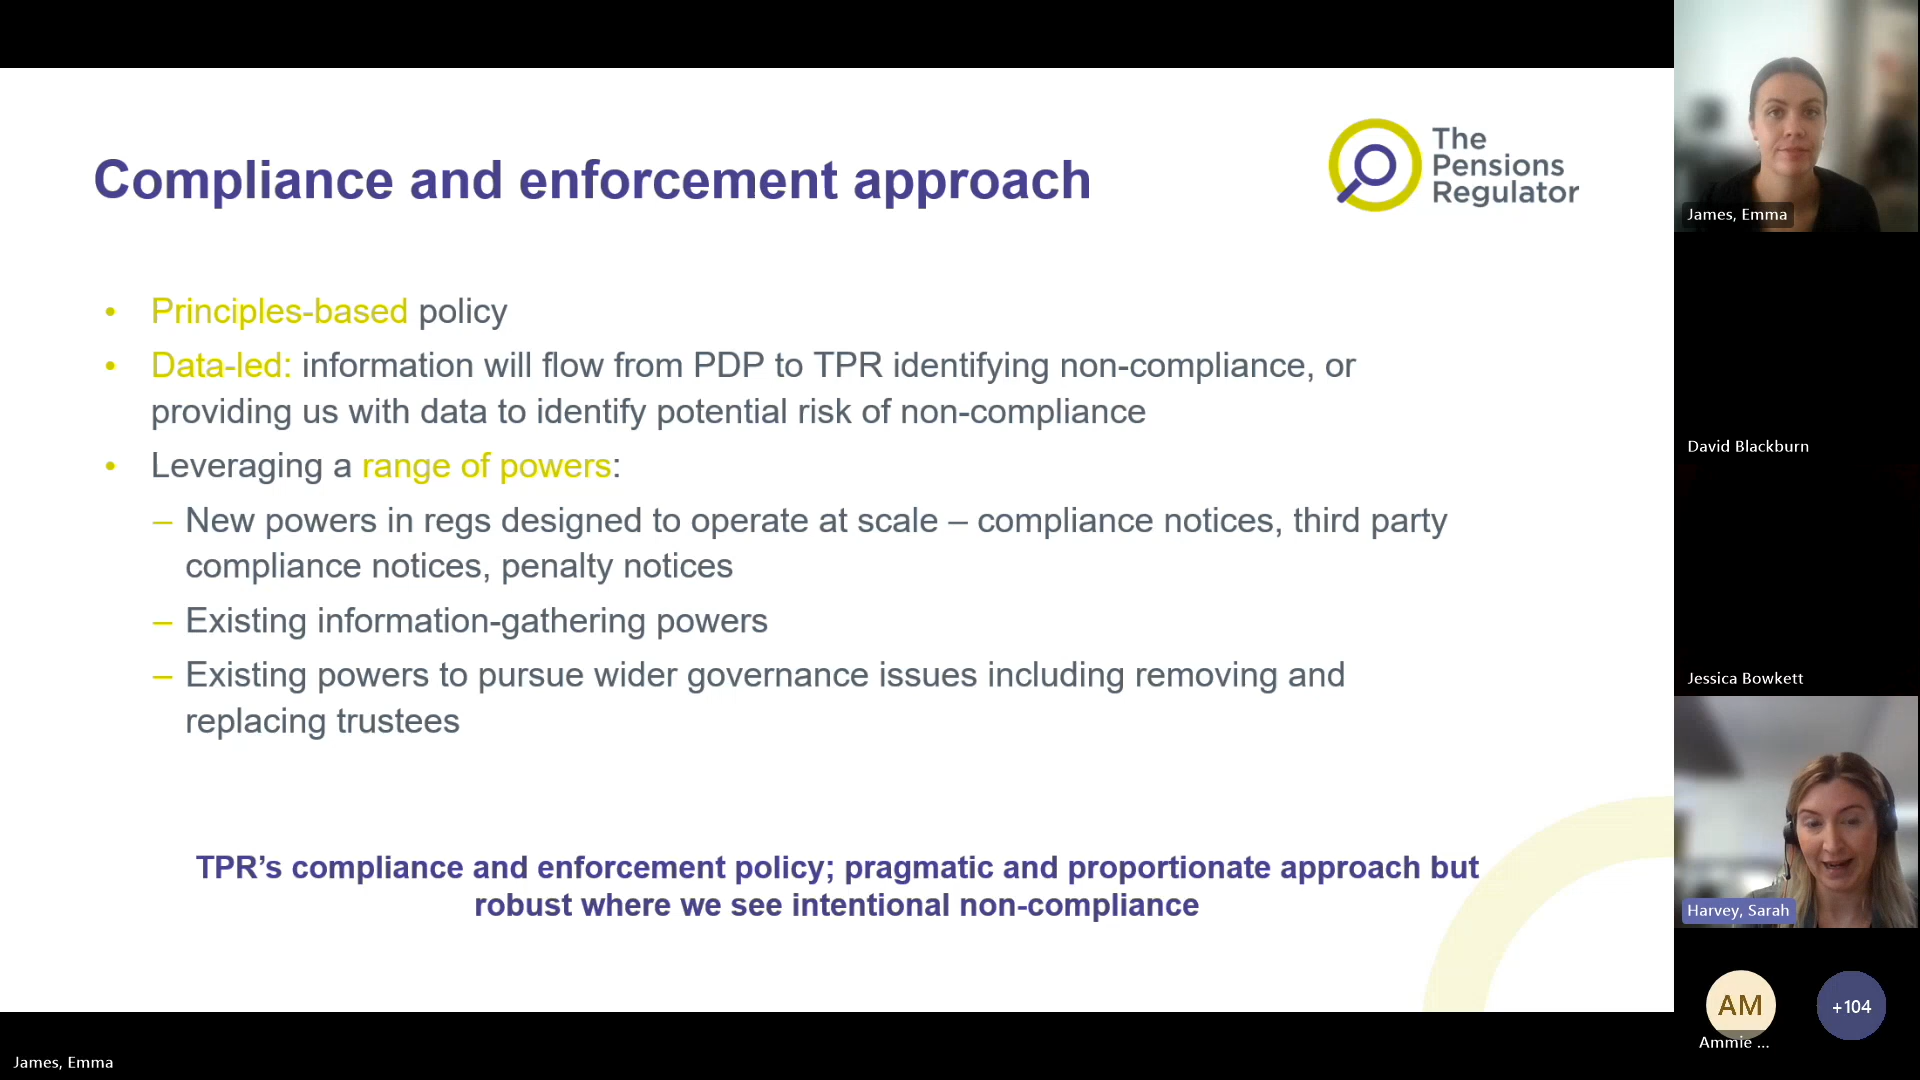 Compliance and enforcement approach
The
Pensions
Regulator
• Principles-based policy
• Data-led: information will flow from PDP to TPR identifying non-compliance, or
providing us with data to identify potential risk of non-compliance
• Leveraging a range of powers:
– New powers in regs designed to operate at scale – compliance notices, third party
compliance notices, penalty notices
– Existing information-gathering powers
– Existing powers to pursue wider governance issues including removing and
replacing trustees
TPR’s compliance and enforcement policy; pragmatic and proportionate approach but
robust where we see intentional non-compliance
James, Emma
James, Emma
David Blackburn
Jessica Bowkett
Harvey, Sarah
AM
+104
Ammie ...